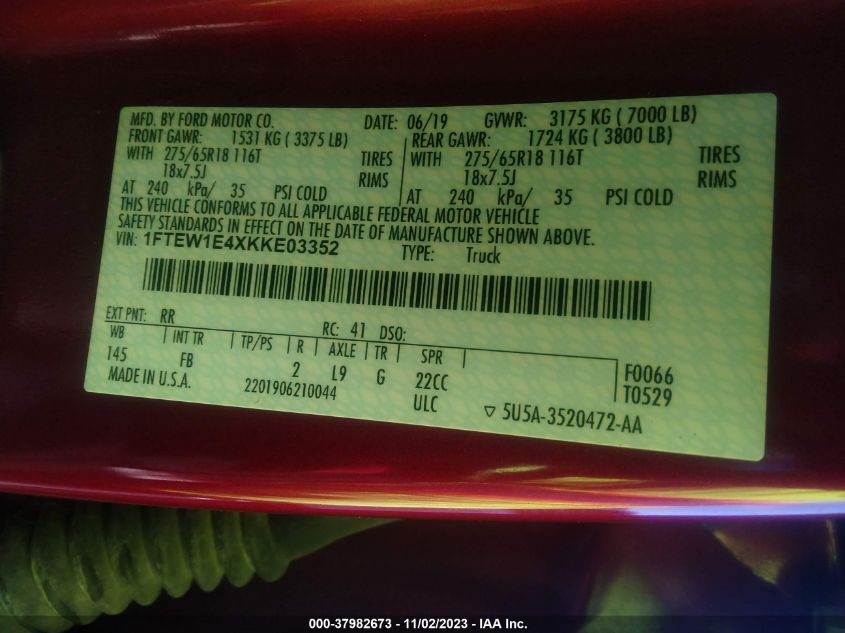 MFD. BY FORD MOTOR CO. DATE: 06/19 GVWR: 3175 KG ( 7000 LB)
FRONT GAWR: 1531 KG ( 3375 LB) REAR GAWR: 1724 KG ( 3800 LB)
WITH 275/65R18 116T TIRES WITH 275/65R18 116T TIRES
18x7.5J RIMS 18x7.5J RIMS
AT 240 kPa/ 35 PSI COLD AT 240 kPa/ 35 PSI COLD
THIS VEHICLE CONFORMS TO ALL APPLICABLE FEDERAL MOTOR VEHICLE
SAFETY STANDARDS IN EFFECT ON THE DATE OF MANUFACTURE SHOWN ABOVE.
VIN: 1FTEW1E4XKKE03352 TYPE: Truck
EXT PNT: RR RC: 41 DSO:
WB INT TR TP/PS R AXLE TR SPR
145 FB 2 L9 G 22CC F0066
MADE IN U.S.A. 2201906210044 ULC T0529
5U5A-3520472-AA
000-37982673 - 11/02/2023 - IAA Inc.